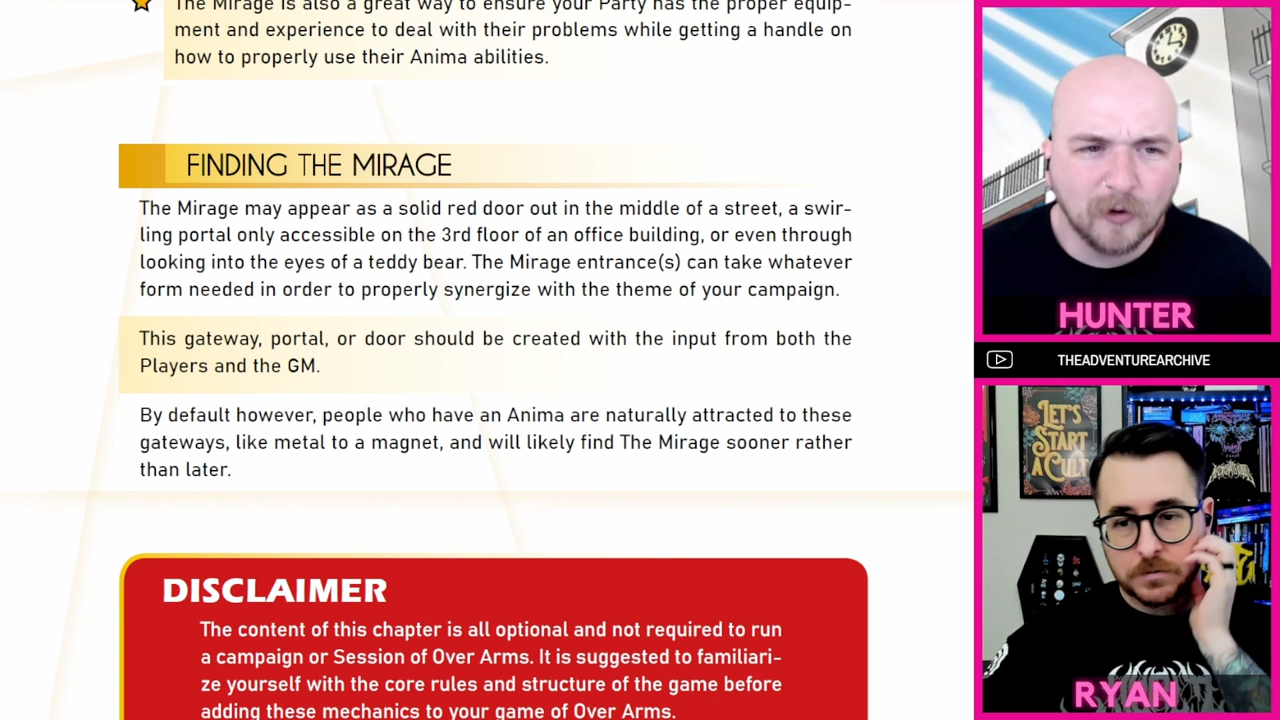 The Mirage is also a great way to ensure your Party has the proper equip-
ment and experience to deal with their problems while getting a handle on
how to properly use their Anima abilities.
FINDING THE MIRAGE
The Mirage may appear as a solid red door out in the middle of a street, a swir-
ling portal only accessible on the 3rd floor of an office building, or even through
looking into the eyes of a teddy bear. The Mirage entrance(s) can take whatever
form needed in order to properly synergize with the theme of your campaign.
This gateway, portal, or door should be created with the input from both the
Players and the GM.
By default however, people who have an Anima are naturally attracted to these
gateways, like metal to a magnet, and will likely find The Mirage sooner rather
than later.
DISCLAIMER
The content of this chapter is all optional and not required to run
a campaign or Session of Over Arms. It is suggested to familiari-
ze yourself with the core rules and structure of the game before
adding these mechanics to your game of Over Arms.
HUNTER
THEADVENTUREARCHIVE
LET'S
START
A CULT
RYAN